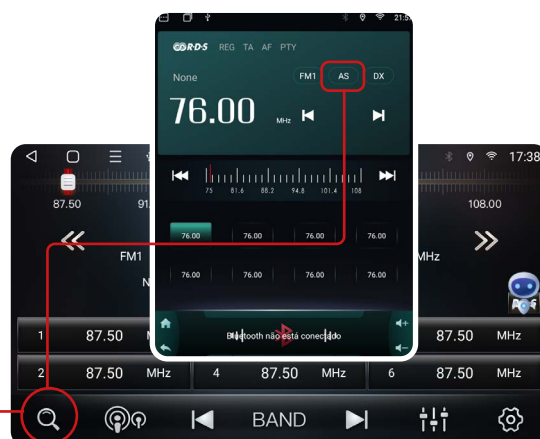 21:5
RDS REG TA AF PTY
None
FM1 AS DX
76.00 MHz
75 81.6 88.2 94.8 101.4 108
76.00 76.00 76.00 76.00
76.00 76.00 76.00 76.00
Bluetooth não está conectado
17:38
87.50
108.00
FM1
MHz
1 87.50
87.50 MHz
2 87.50 MHz
4 87.50 MHz
6 87.50 MHz
BAND